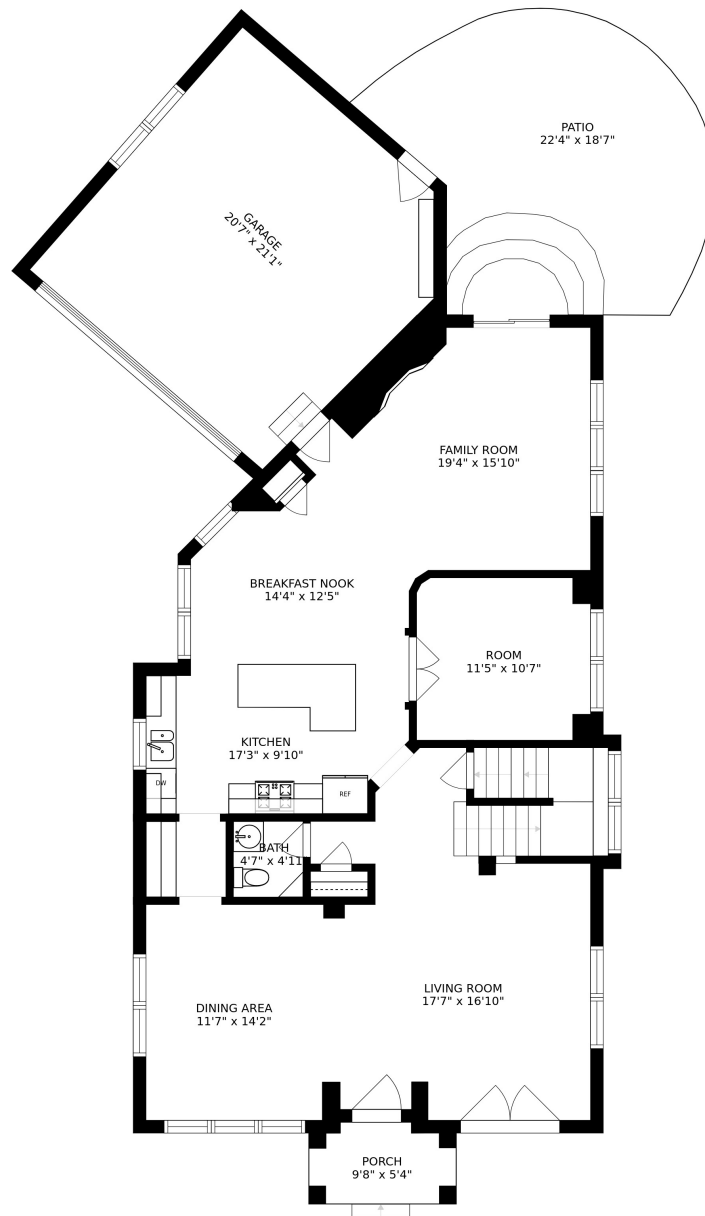 PATIO
22'4" x 18'7"
GARAGE
20'7" x 21'1"
FAMILY ROOM
19'4" x 15'10"
BREAKFAST NOOK
14'4" x 12'5"
ROOM
11'5" x 10'7"
KITCHEN
17'3" x 9'10"
DW
REF
BATH
4'7" x 4'11
LIVING ROOM
17'7" x 16'10"
DINING AREA
11'7" x 14'2"
PORCH
9'8" x 5'4"